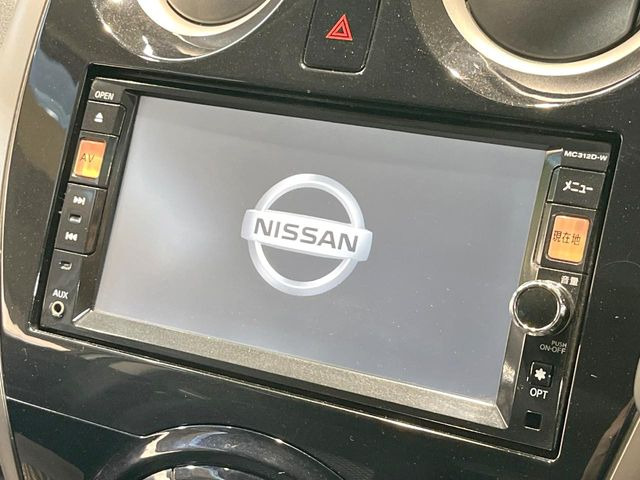 OPEN
AV
AUX
NISSAN
MC312D-W
メニュー
現在地
音量
PUSH
ON-OFF
OPT